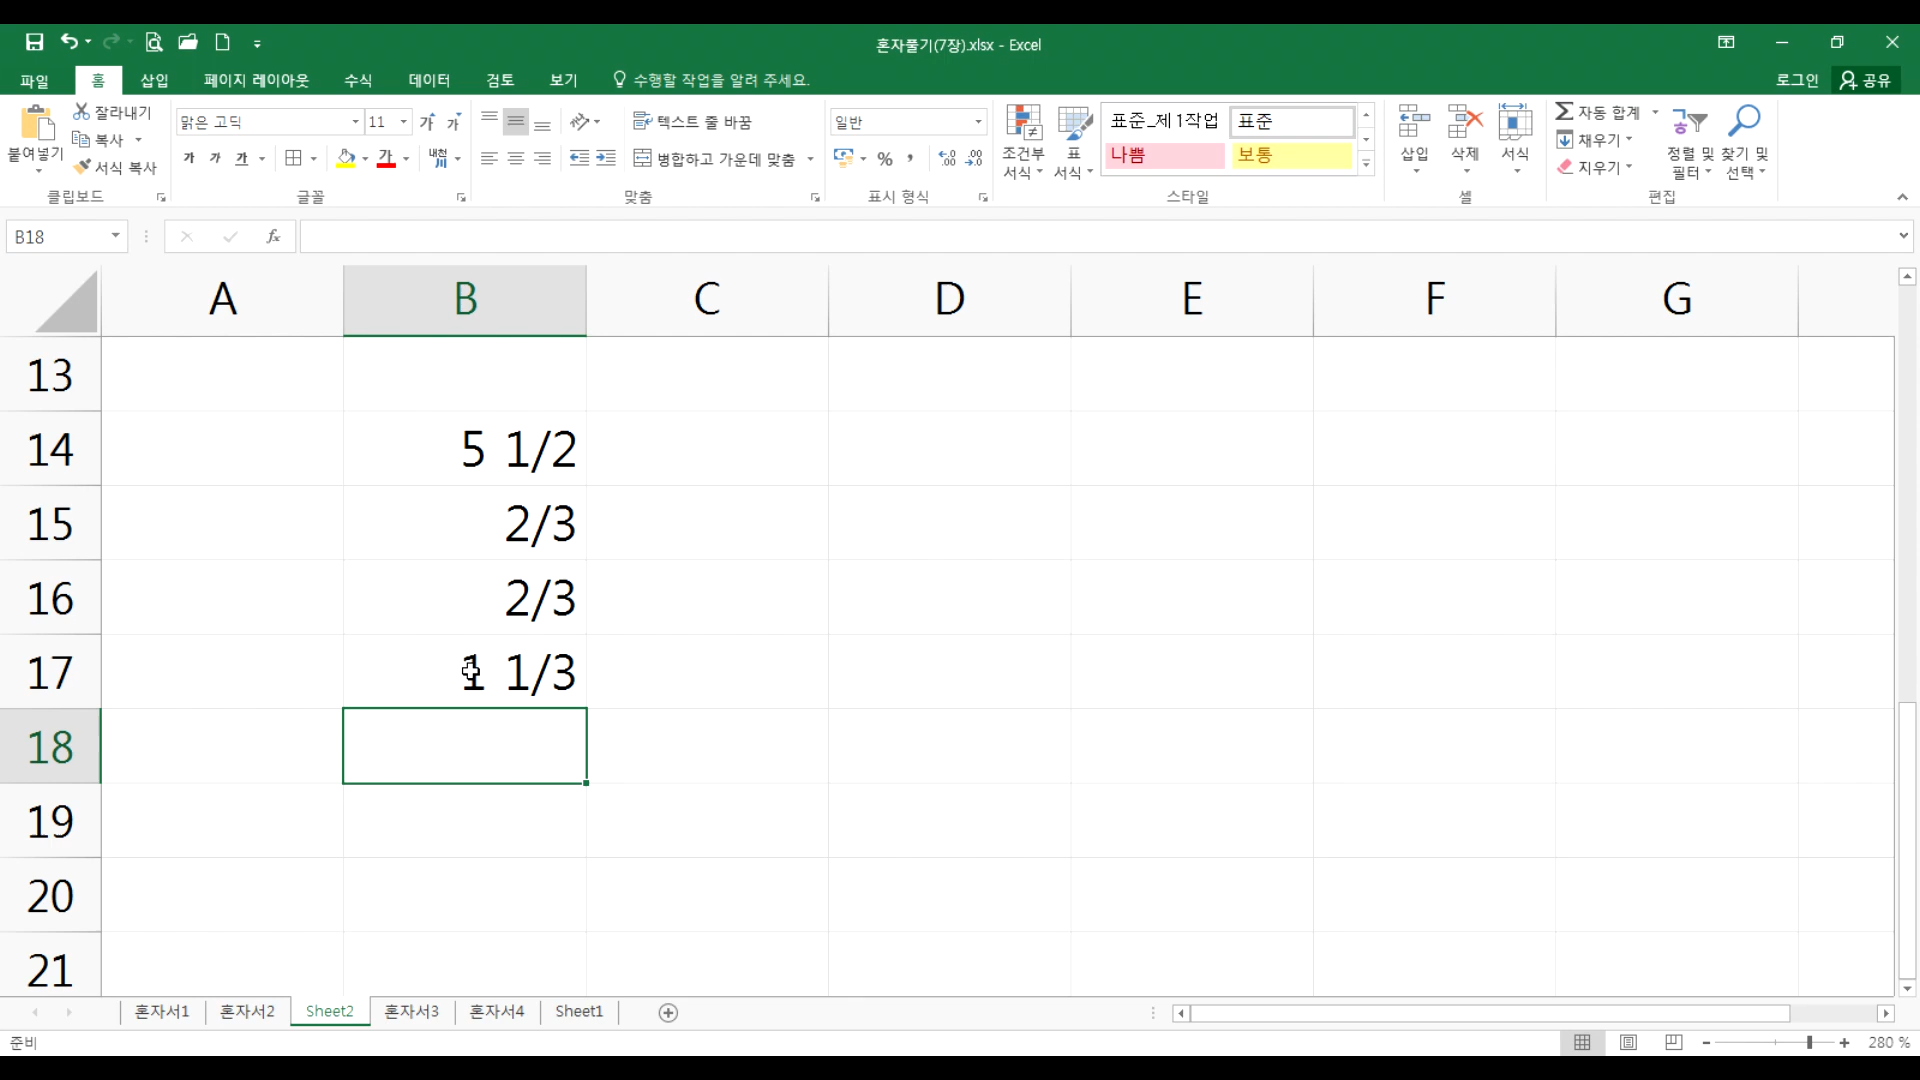 혼자풀기(7장).xlsx - Excel
파일 홈 삽입 페이지 레이아웃 수식 데이터 검토 보기 수행할 작업을 알려 주세요. 로그인 공유
붙여넣기 잘라내기 복사 서식 복사
클립보드
맑은 고딕 11
가 가 가 가 내천
글꼴
텍스트 줄 바꿈
병합하고 가운데 맞춤
맞춤
일반
% ,
표시 형식
조건부 서식
표 서식
표준_제1작업 표준
나쁨 보통
스타일
삽입 삭제 서식
셀
자동 합계
채우기
지우기
정렬 및 필터
찾기 및 선택
편집
B18 fx
A B C D E F G
13
14 5 1/2
15 2/3
16 2/3
17 1 1/3
18
19
20
21
혼자서1 혼자서2 Sheet2 혼자서3 혼자서4 Sheet1
준비 280 %